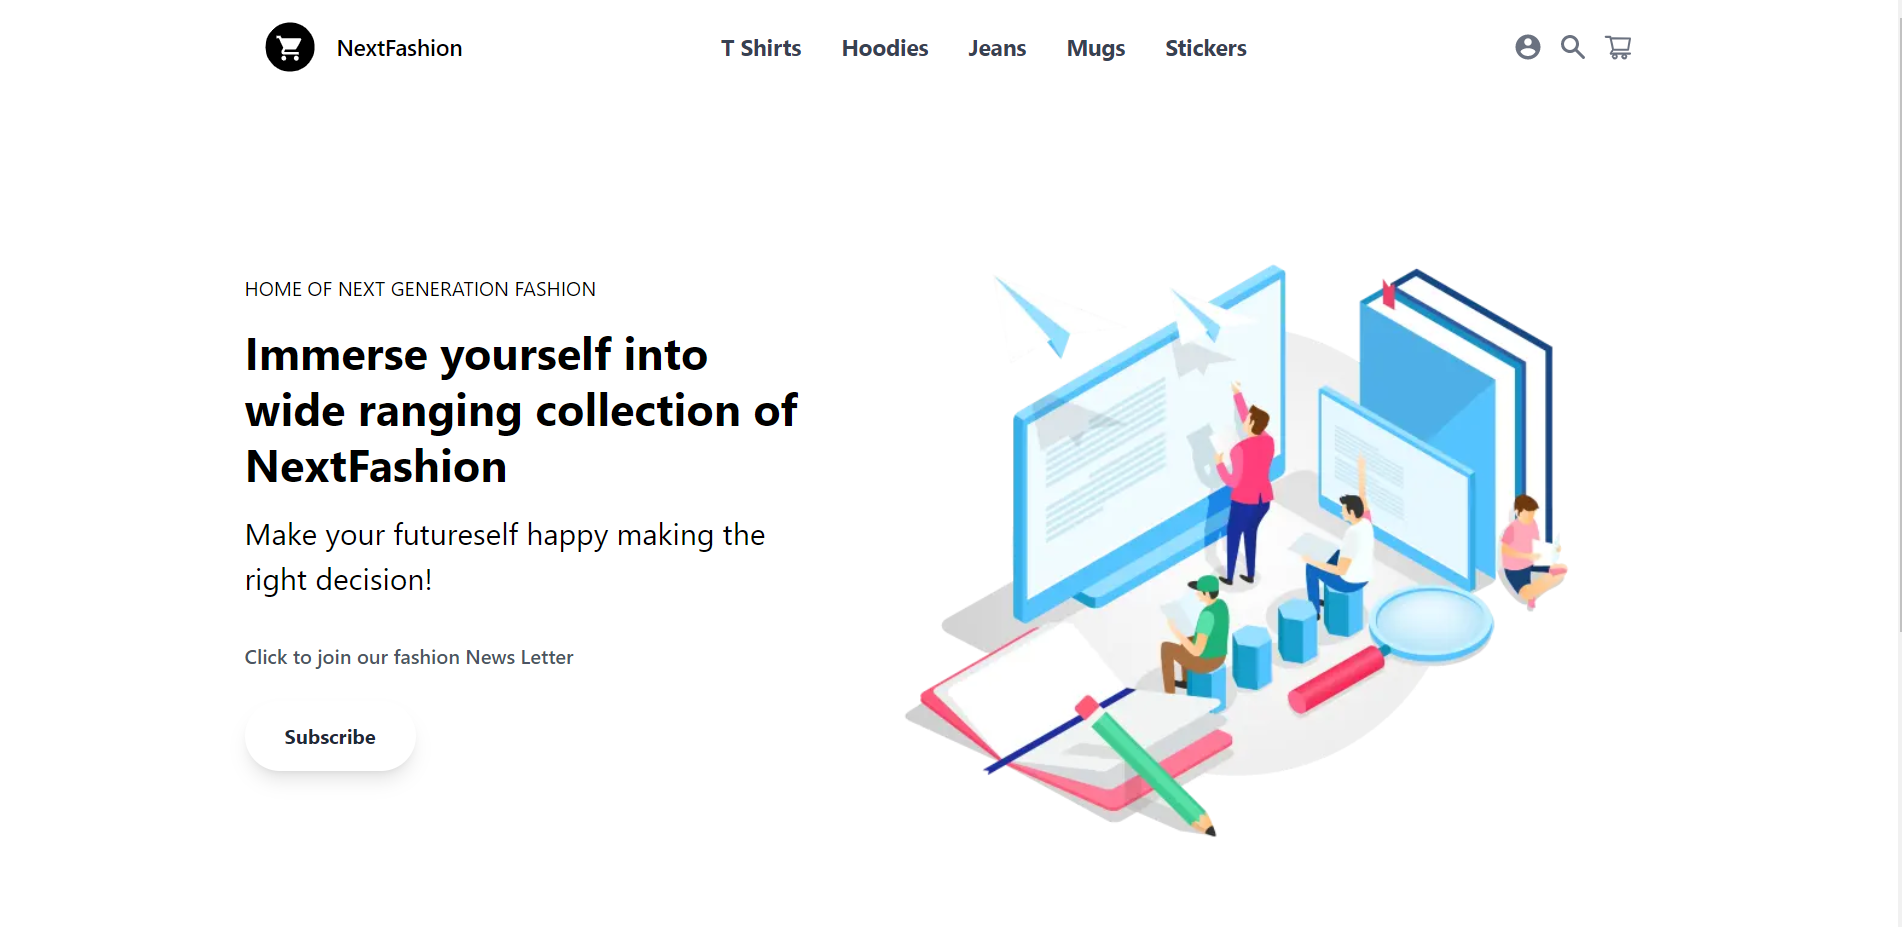 NextFashion
T Shirts Hoodies Jeans Mugs Stickers
HOME OF NEXT GENERATION FASHION
Immerse yourself into
wide ranging collection of
NextFashion
Make your futureself happy making the
right decision!
Click to join our fashion News Letter
Subscribe